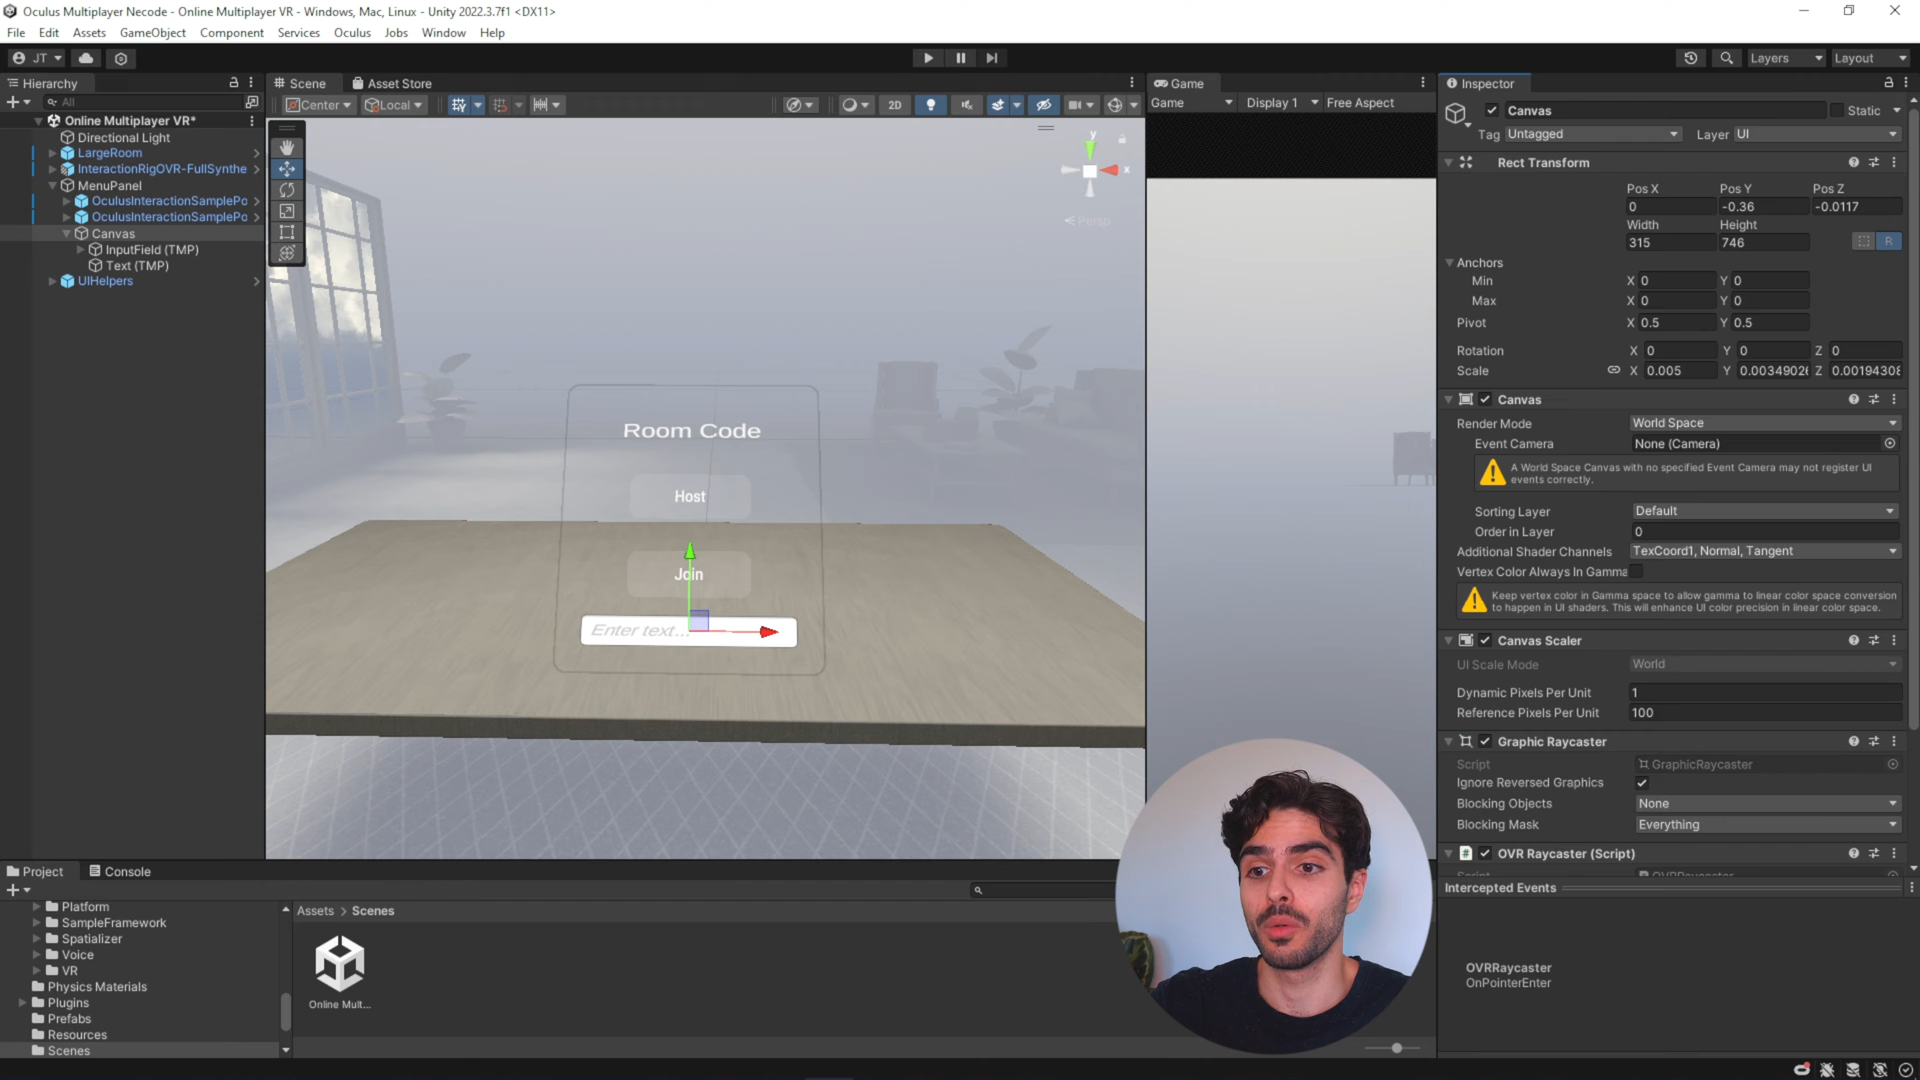 Oculus Multiplayer Necode - Online Multiplayer VR - Windows, Mac, Linux - Unity 2022.3.7f1 <DX11>
File Edit Assets GameObject Component Services Oculus Jobs Window Help
JT Layers Layout
Hierarchy
All
Online Multiplayer VR*
Directional Light
LargeRoom
InteractionRigOVR-FullSynthe
MenuPanel
OculusInteractionSamplePo
OculusInteractionSamplePo
Canvas
InputField (TMP)
Text (TMP)
UIHelpers
Scene Asset Store
Center Local 2D
y
x
Persp
Room Code
Host
Join
Enter text...
Game
Game Display 1 Free Aspect
Inspector
Canvas Static
Tag Untagged Layer UI
Rect Transform
Pos X Pos Y Pos Z
0 -0.36 -0.0117
Width Height
315 746 R
Anchors
Min X 0 Y 0
Max X 0 Y 0
Pivot X 0.5 Y 0.5
Rotation X 0 Y 0 Z 0
Scale X 0.005 Y 0.0034902 Z 0.00194308
Canvas
Render Mode World Space
Event Camera None (Camera)
A World Space Canvas with no specified Event Camera may not register UI
events correctly.
Sorting Layer Default
Order in Layer 0
Additional Shader Channels TexCoord1, Normal, Tangent
Vertex Color Always In Gamma
Keep vertex color in Gamma space to allow gamma to linear color space conversion
to happen in UI shaders. This will enhance UI color precision in linear color space.
Canvas Scaler
UI Scale Mode World
Dynamic Pixels Per Unit 1
Reference Pixels Per Unit 100
Graphic Raycaster
Script GraphicRaycaster
Ignore Reversed Graphics
Blocking Objects None
Blocking Mask Everything
OVR Raycaster (Script)
Intercepted Events
OVRRaycaster
OnPointerEnter
Project Console
Platform
SampleFramework
Spatializer
Voice
VR
Physics Materials
Plugins
Prefabs
Resources
Scenes
Assets > Scenes
Online Mult...